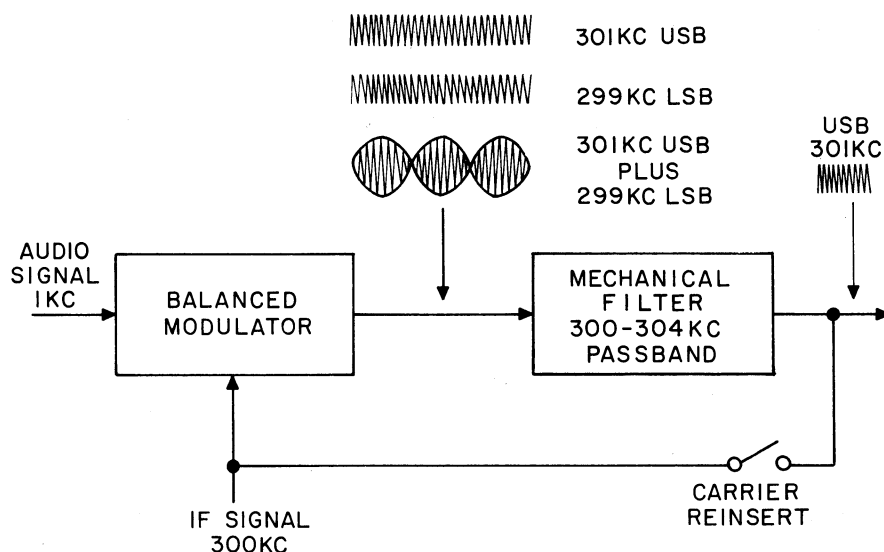 301KC USB
299KC LSB
301KC USB
PLUS
299KC LSB
USB
301KC
AUDIO
SIGNAL
1KC
BALANCED
MODULATOR
MECHANICAL
FILTER
300-304KC
PASSBAND
CARRIER
REINSERT
IF SIGNAL
300KC